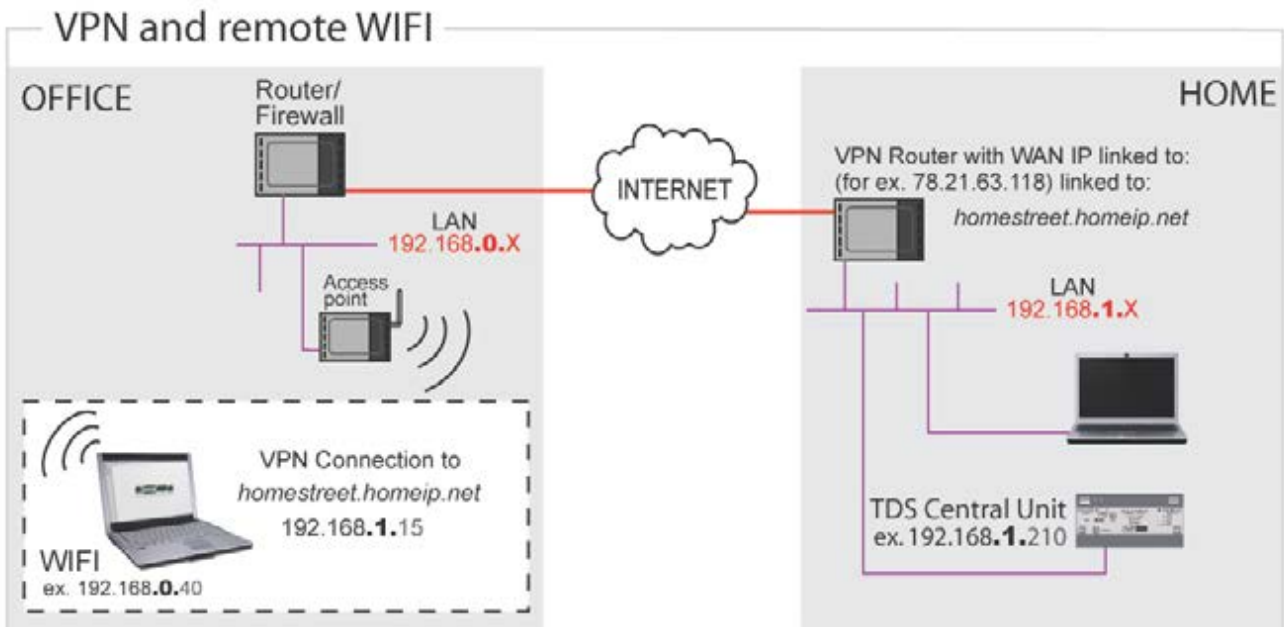 VPN and remote WIFI
OFFICE
Router/
Firewall
LAN
192.168.0.X
Access
point
VPN Connection to
homestreet.homeip.net
192.168.1.15
WIFI
ex. 192.168.0.40
INTERNET
HOME
VPN Router with WAN IP linked to:
(for ex. 78.21.63.118) linked to:
homestreet.homeip.net
LAN
192.168.1.X
TDS Central Unit
ex. 192.168.1.210